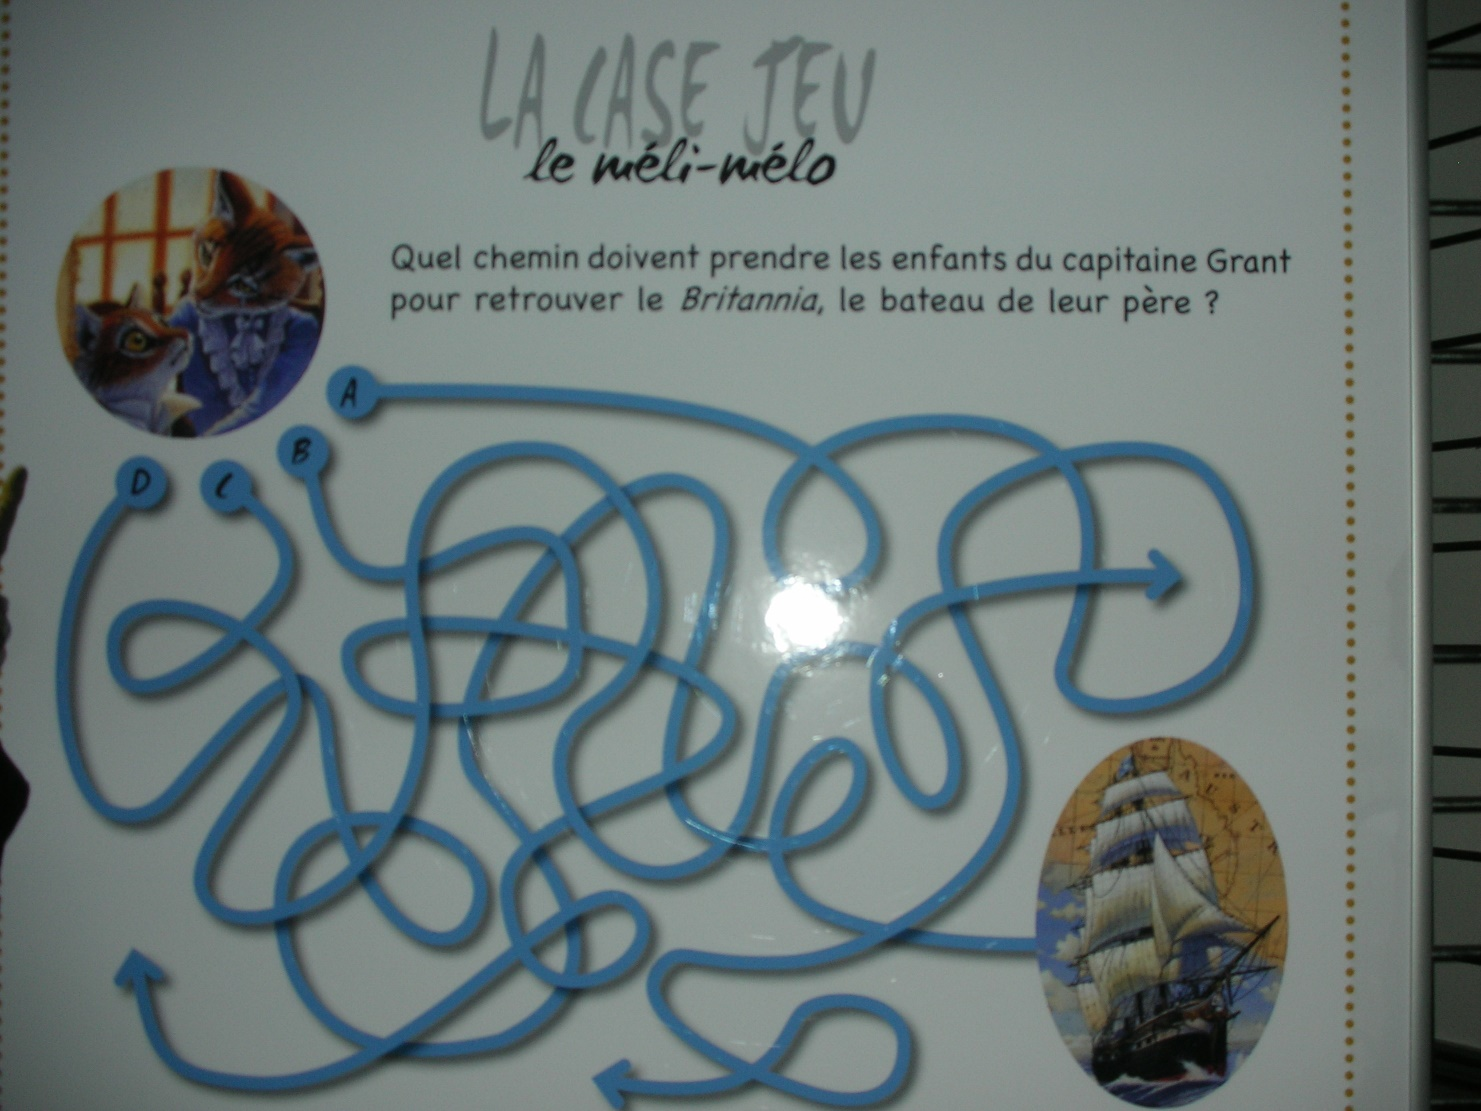 LA CASE JEU
le méli-mélo
Quel chemin doivent prendre les enfants du capitaine Grant
pour retrouver le Britannia, le bateau de leur père ?
A
B
D C